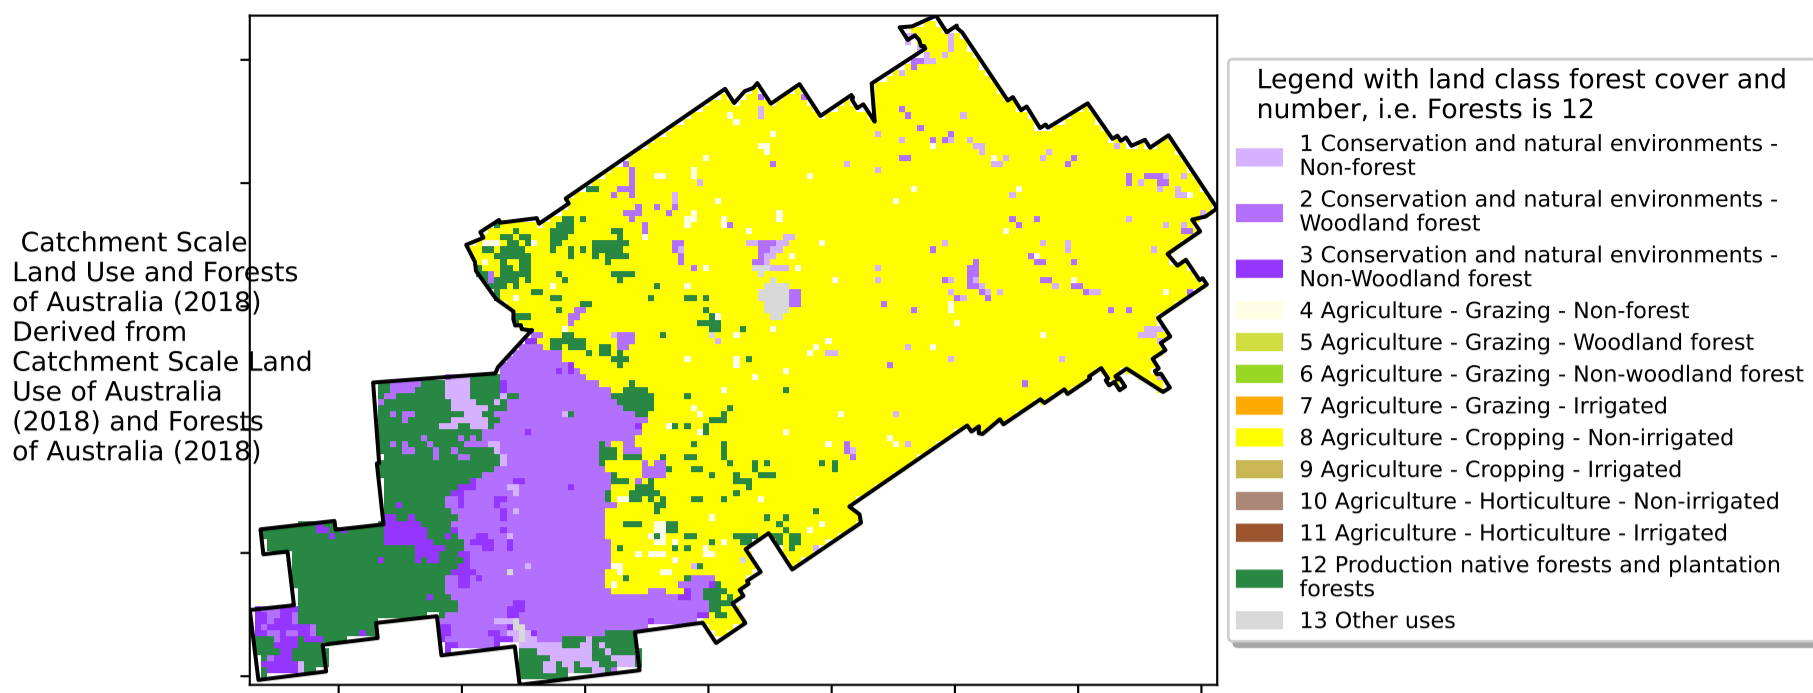 Catchment Scale
Land Use and Forests
of Australia (2018)
Derived from
Catchment Scale Land
Use of Australia
(2018) and Forests
of Australia (2018)
Legend with land class forest cover and
number, i.e. Forests is 12
1 Conservation and natural environments -
Non-forest
2 Conservation and natural environments -
Woodland forest
3 Conservation and natural environments -
Non-Woodland forest
4 Agriculture - Grazing - Non-forest
5 Agriculture - Grazing - Woodland forest
6 Agriculture - Grazing - Non-woodland forest
7 Agriculture - Grazing - Irrigated
8 Agriculture - Cropping - Non-irrigated
9 Agriculture - Cropping - Irrigated
10 Agriculture - Horticulture - Non-irrigated
11 Agriculture - Horticulture - Irrigated
12 Production native forests and plantation
forests
13 Other uses